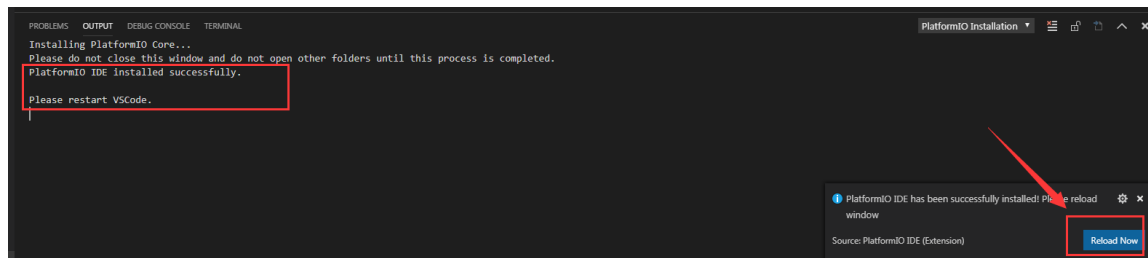 PROBLEMS OUTPUT DEBUG CONSOLE TERMINAL PlatformIO Installation
Installing PlatformIO Core...
Please do not close this window and do not open other folders until this process is completed.
PlatformIO IDE installed successfully.
Please restart VSCode.
PlatformIO IDE has been successfully installed! Please reload
window
Source: PlatformIO IDE (Extension) Reload Now